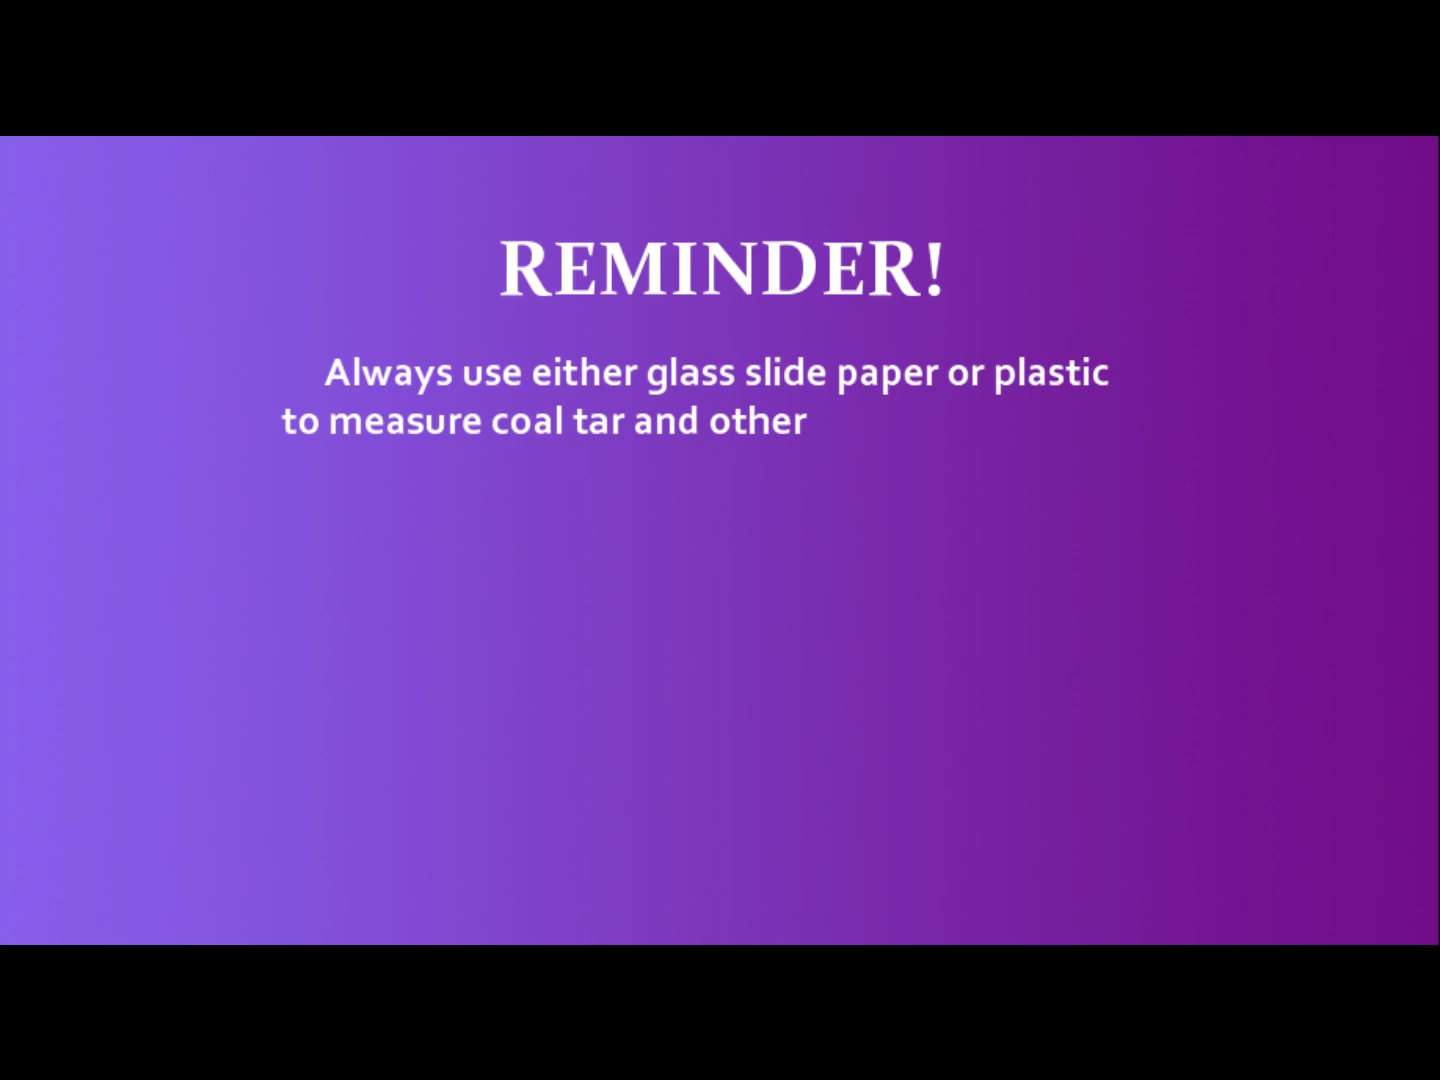 REMINDER!
Always use either glass slide paper or plastic
to measure coal tar and other